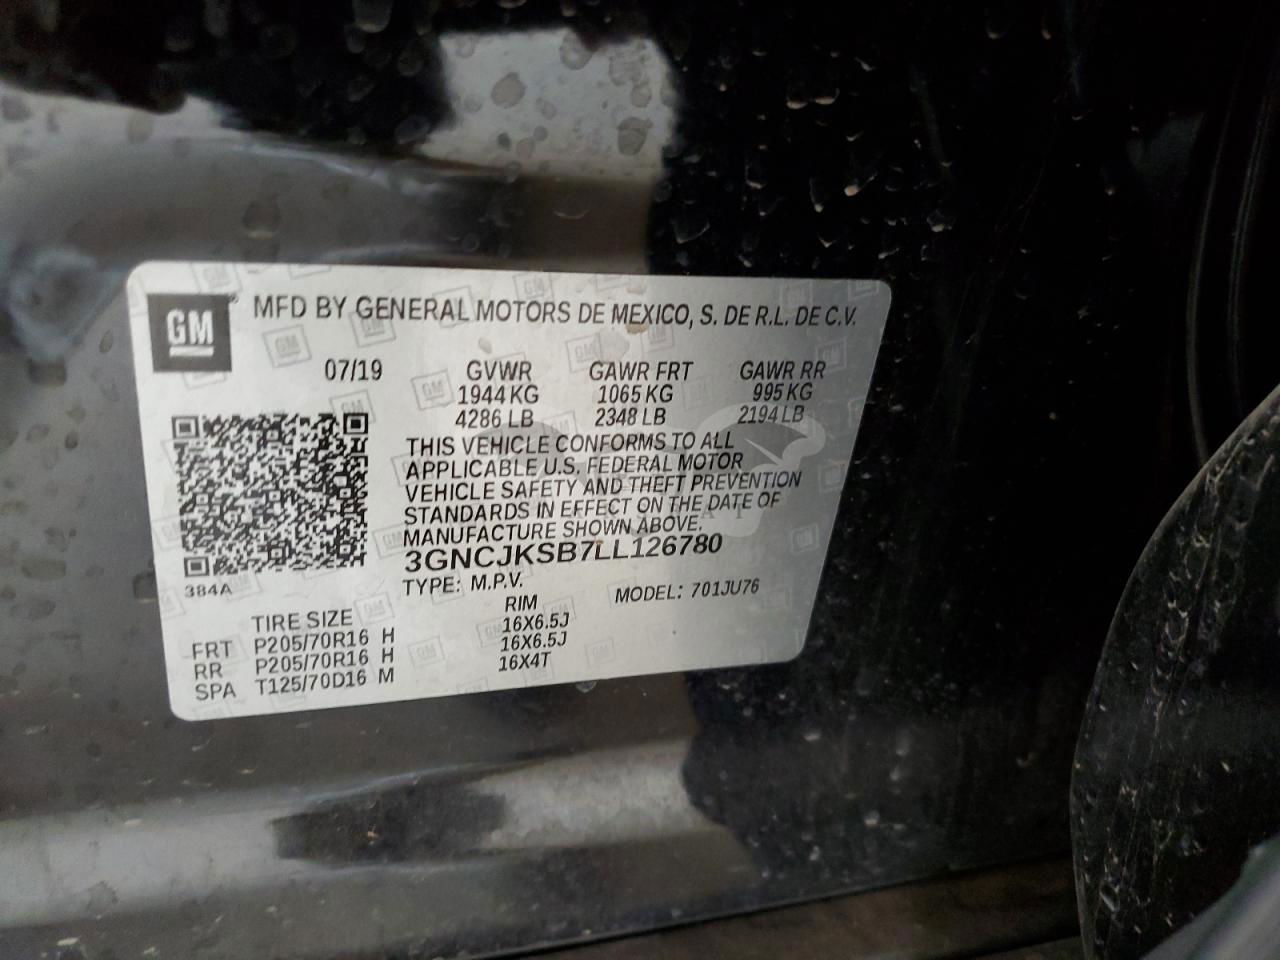 GM
MFD BY GENERAL MOTORS DE MEXICO, S. DE R.L. DE C.V.
07/19 GVWR GAWR FRT GAWR RR
1944 KG 1065 KG 995 KG
4286 LB 2348 LB 2194 LB
THIS VEHICLE CONFORMS TO ALL
APPLICABLE U.S. FEDERAL MOTOR
VEHICLE SAFETY AND THEFT PREVENTION
STANDARDS IN EFFECT ON THE DATE OF
MANUFACTURE SHOWN ABOVE.
3GNCJKSB7LL126780
384A
TYPE: M.P.V. MODEL: 701JU76
TIRE SIZE RIM
FRT P205/70R16 H 16X6.5J
RR P205/70R16 H 16X6.5J
SPA T125/70D16 M 16X4T